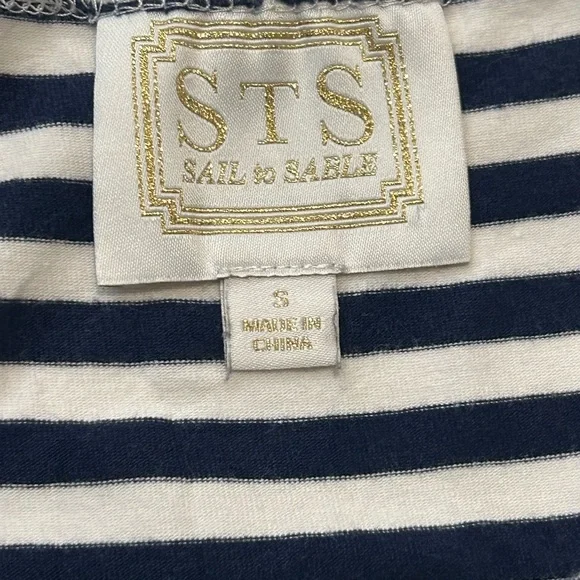 STS
SAIL to SABLE
S
MADE IN
CHINA